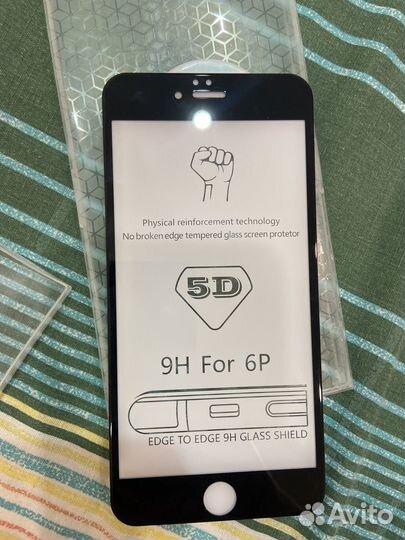 Physical reinforcement technology
No broken edge tempered glass screen protetor
5D
9H For 6P
EDGE TO EDGE 9H GLASS SHIELD
Avito